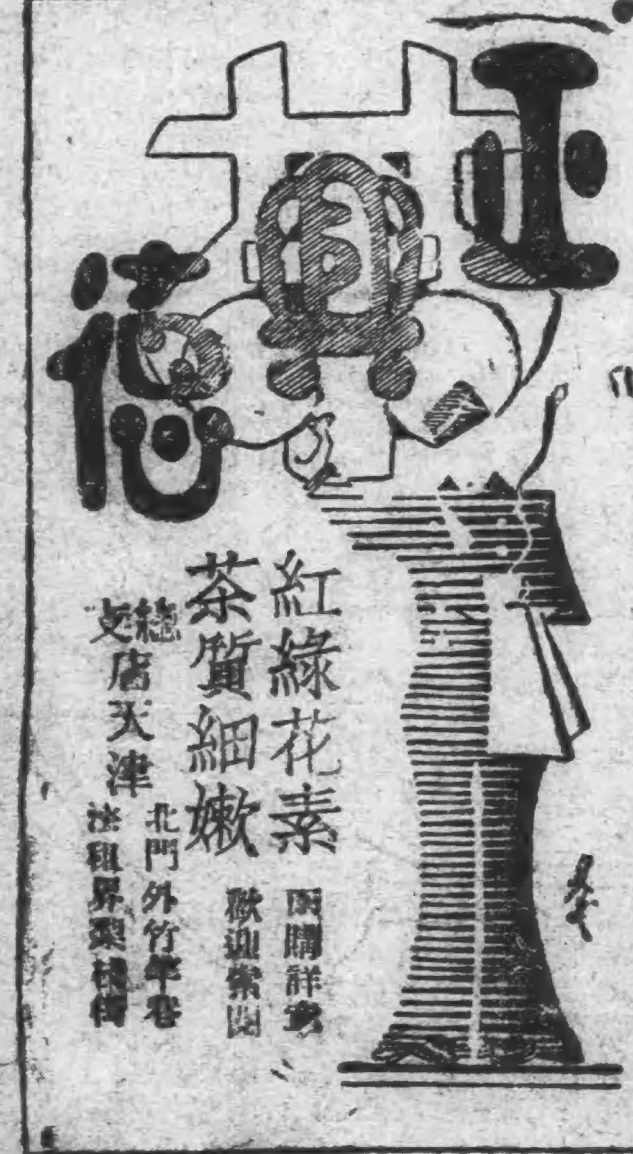 正興德
紅綠花素
茶質細嫩
函購詳章
歡迎索閱
總支店天津
北門外竹竿巷
法租界梨棧街